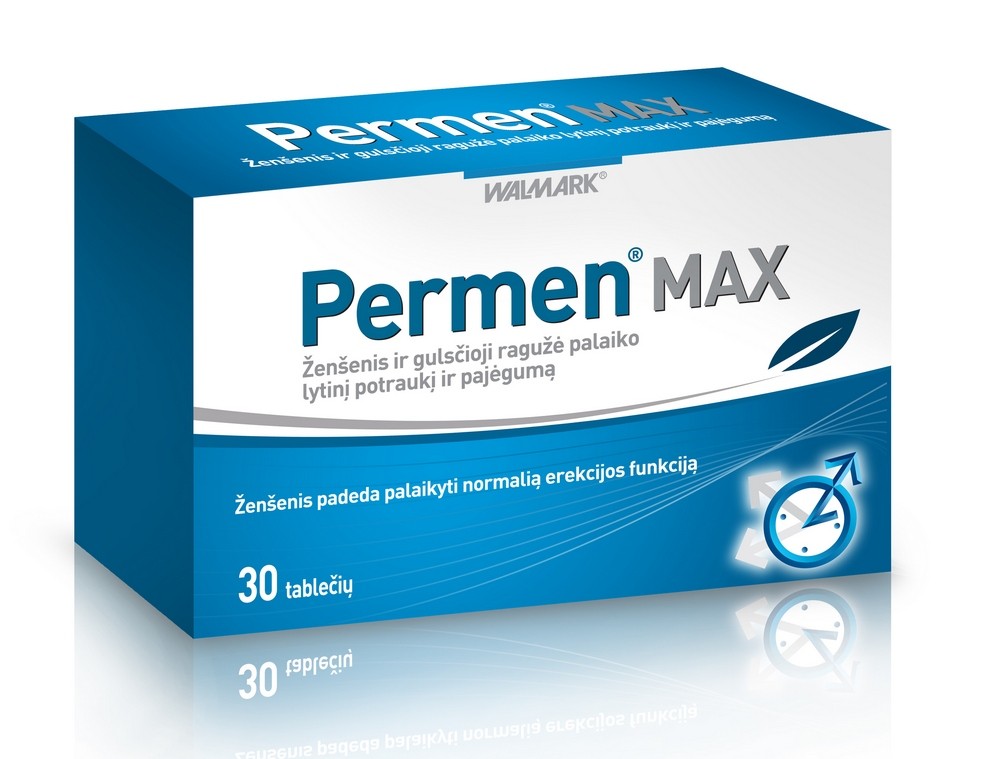 Permen® MAX
Ženšenis ir gulsčioji ragužė palaiko lytinį potraukį ir pajėgumą
WALMARK®
Permen® MAX
Ženšenis ir gulsčioji ragužė palaiko
lytinį potraukį ir pajėgumą
Ženšenis padeda palaikyti normalią erekcijos funkciją
30 tablečių